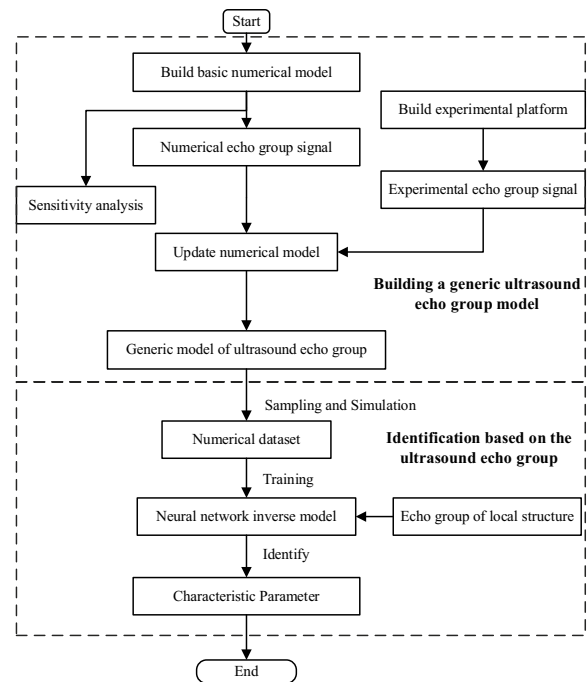 Start
Build basic numerical model
Build experimental platform
Numerical echo group signal
Sensitivity analysis
Experimental echo group signal
Update numerical model
Building a generic ultrasound
echo group model
Generic model of ultrasound echo group
Sampling and Simulation
Numerical dataset
Identification based on the
ultrasound echo group
Training
Neural network inverse model
Echo group of local structure
Identify
Characteristic Parameter
End